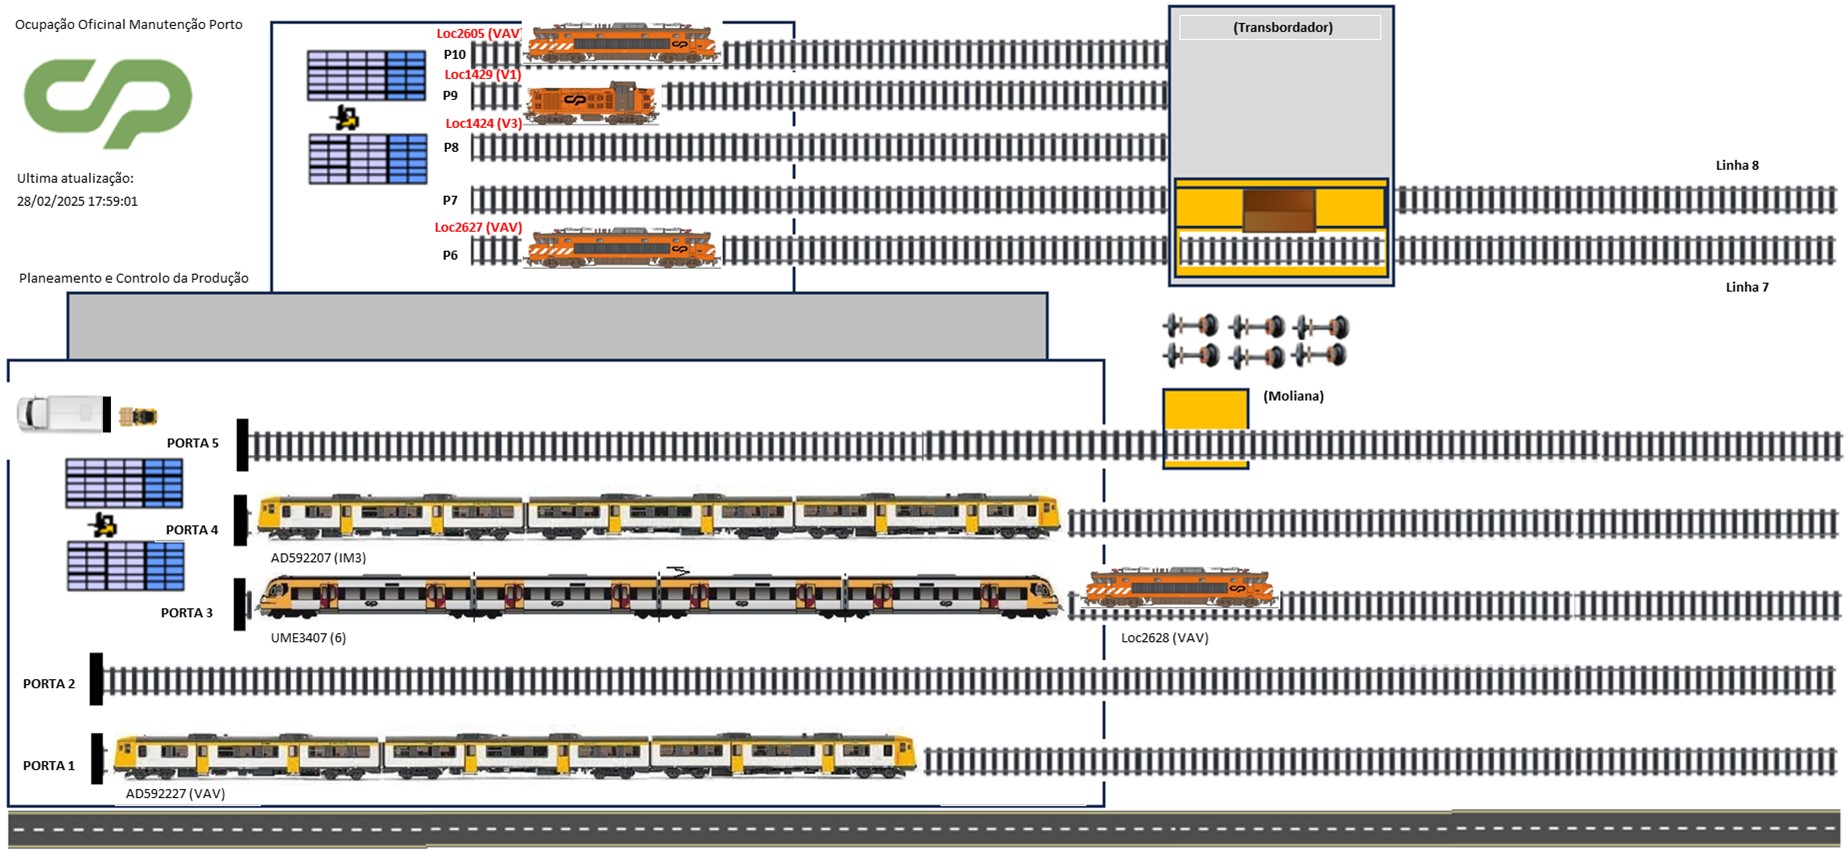 Ocupação Oficinal Manutenção Porto
CP
Ultima atualização:
28/02/2025 17:59:01
Planeamento e Controlo da Produção
Loc2605 (VAV)
P10
Loc1429 (V1)
P9
Loc1424 (V3)
P8
P7
Loc2627 (VAV)
P6
(Transbordador)
Linha 8
Linha 7
(Moliana)
PORTA 5
PORTA 4
AD592207 (IM3)
PORTA 3
UME3407 (6)
Loc2628 (VAV)
PORTA 2
PORTA 1
AD592227 (VAV)